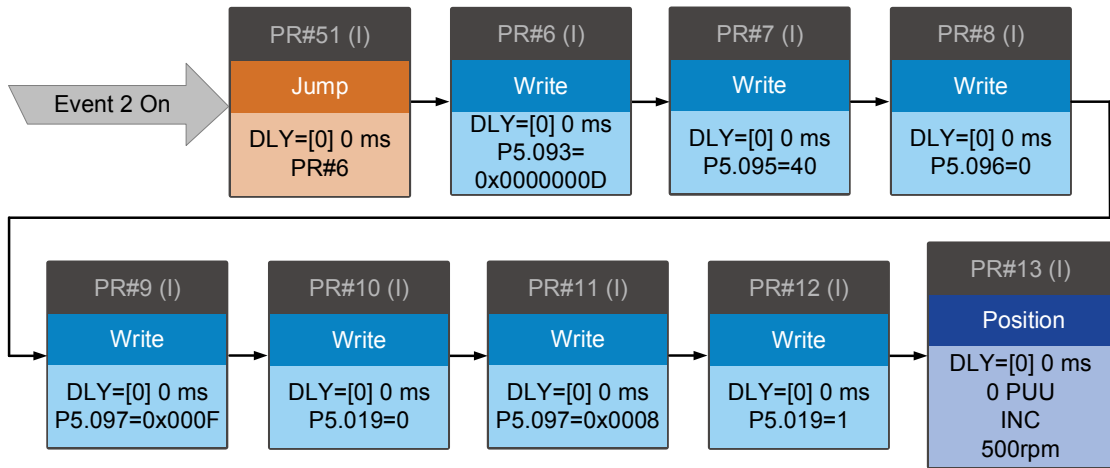 Event 2 On
PR#51 (I)
Jump
DLY=[0] 0 ms
PR#6
PR#6 (I)
Write
DLY=[0] 0 ms
P5.093=
0x0000000D
PR#7 (I)
Write
DLY=[0] 0 ms
P5.095=40
PR#8 (I)
Write
DLY=[0] 0 ms
P5.096=0
PR#9 (I)
Write
DLY=[0] 0 ms
P5.097=0x000F
PR#10 (I)
Write
DLY=[0] 0 ms
P5.019=0
PR#11 (I)
Write
DLY=[0] 0 ms
P5.097=0x0008
PR#12 (I)
Write
DLY=[0] 0 ms
P5.019=1
PR#13 (I)
Position
DLY=[0] 0 ms
0 PUU
INC
500rpm